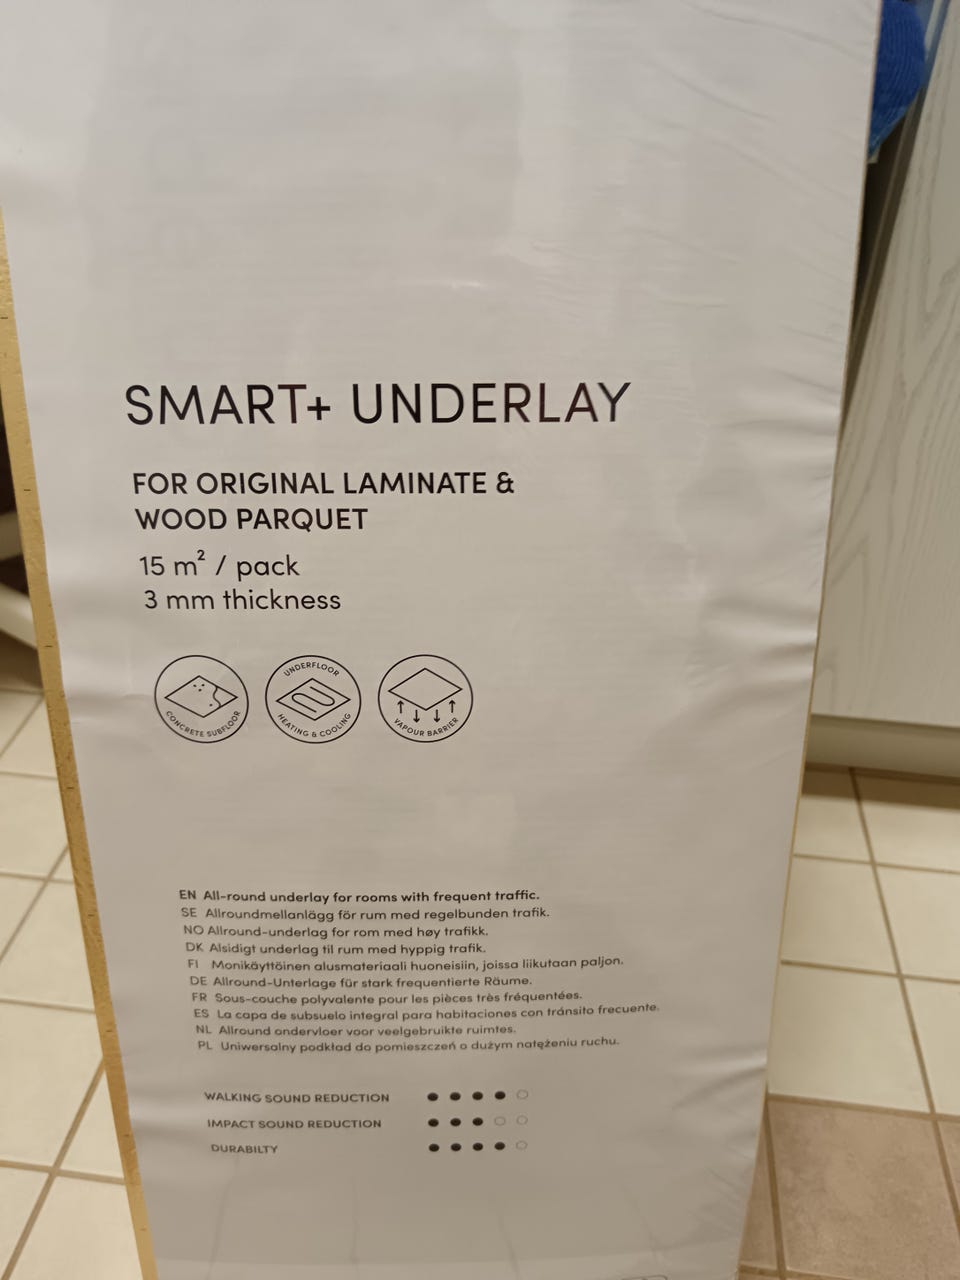 SMART+ UNDERLAY
FOR ORIGINAL LAMINATE &
WOOD PARQUET
15 m² / pack
3 mm thickness
CONCRETE SUBFLOOR
UNDERFLOOR
HEATING & COOLING
VAPOUR BARRIER
EN All-round underlay for rooms with frequent traffic.
SE Allroundmellanlägg för rum med regelbunden trafik.
NO Allround-underlag for rom med høy trafikk.
DK Alsidigt underlag til rum med hyppig trafik.
FI Monikäyttöinen alusmateriaali huoneisiin, joissa liikutaan paljon.
DE Allround-Unterlage für stark frequentierte Räume.
FR Sous-couche polyvalente pour les pièces très fréquentées.
ES La capa de subsuelo integral para habitaciones con tránsito frecuente.
NL Allround ondervloer voor veelgebruikte ruimtes.
PL Uniwersalny podkład do pomieszczeń o dużym natężeniu ruchu.
WALKING SOUND REDUCTION
IMPACT SOUND REDUCTION
DURABILTY